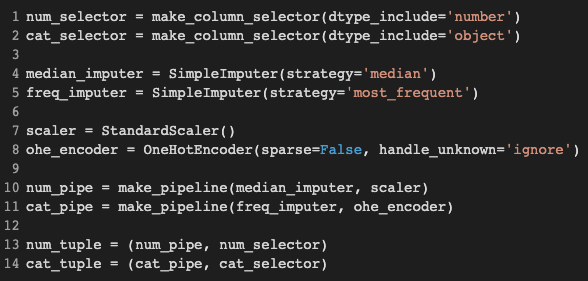 1 num_selector = make_column_selector(dtype_include='number')
2 cat_selector = make_column_selector(dtype_include='object')
3
4 median_imputer = SimpleImputer(strategy='median')
5 freq_imputer = SimpleImputer(strategy='most_frequent')
6
7 scaler = StandardScaler()
8 ohe_encoder = OneHotEncoder(sparse=False, handle_unknown='ignore')
9
10 num_pipe = make_pipeline(median_imputer, scaler)
11 cat_pipe = make_pipeline(freq_imputer, ohe_encoder)
12
13 num_tuple = (num_pipe, num_selector)
14 cat_tuple = (cat_pipe, cat_selector)